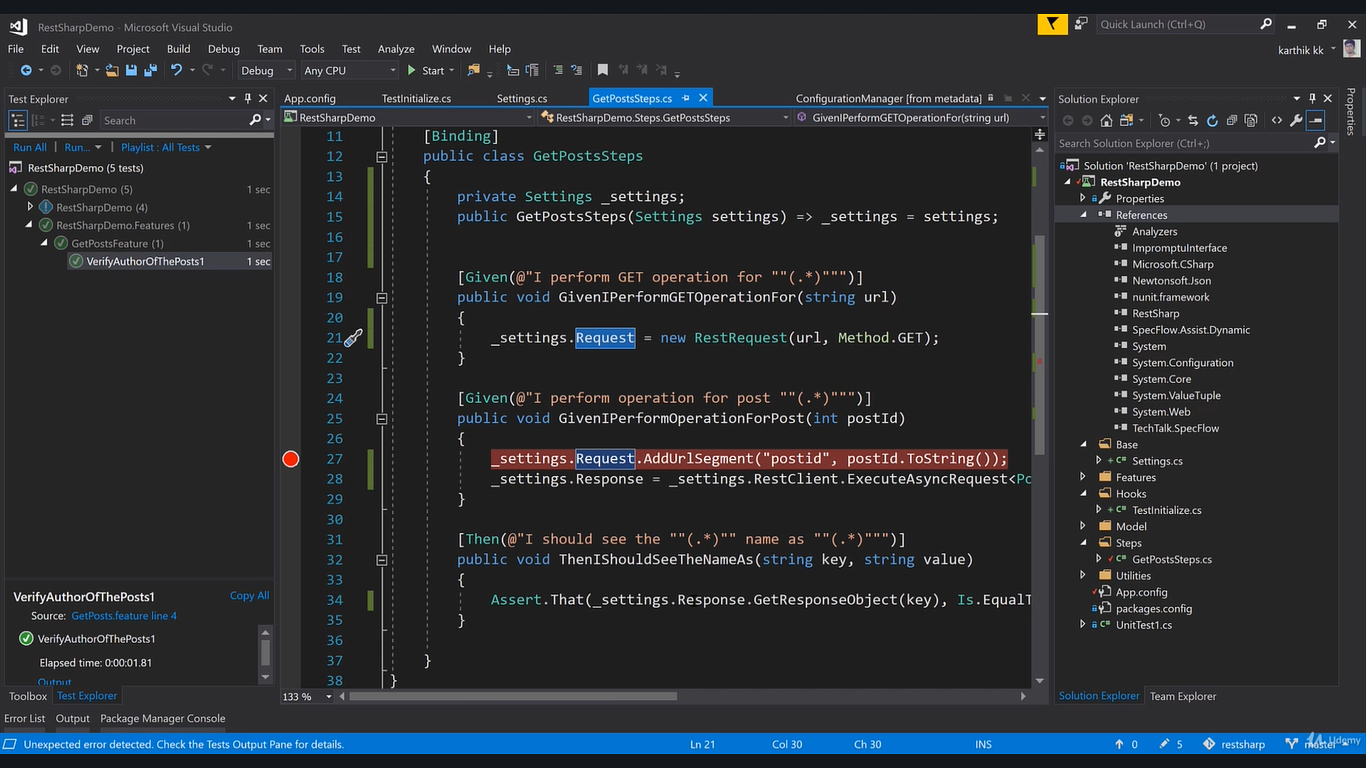 RestSharpDemo - Microsoft Visual Studio
Quick Launch (Ctrl+Q)
File Edit View Project Build Debug Team Tools Test Analyze Window Help
karthik kk
Debug Any CPU Start
Test Explorer
Search
Run All Run... Playlist : All Tests
RestSharpDemo (5 tests)
RestSharpDemo (5) 1 sec
RestSharpDemo (4)
RestSharpDemo.Features (1) 1 sec
GetPostsFeature (1) 1 sec
VerifyAuthorOfThePosts1 1 sec
VerifyAuthorOfThePosts1 Copy All
Source: GetPosts.feature line 4
VerifyAuthorOfThePosts1
Elapsed time: 0:00:01.81
Output
Toolbox Test Explorer
App.config TestInitialize.cs Settings.cs GetPostsSteps.cs ConfigurationManager [from metadata]
RestSharpDemo RestSharpDemo.Steps.GetPostsSteps GivenIPerformGETOperationFor(string url)
11 [Binding]
12 public class GetPostsSteps
13 {
14 private Settings _settings;
15 public GetPostsSteps(Settings settings) => _settings = settings;
16
17
18 [Given(@"I perform GET operation for ""(.*)""")]
19 public void GivenIPerformGETOperationFor(string url)
20 {
21 _settings.Request = new RestRequest(url, Method.GET);
22 }
23
24 [Given(@"I perform operation for post ""(.*)""")]
25 public void GivenIPerformOperationForPost(int postId)
26 {
27 _settings.Request.AddUrlSegment("postid", postId.ToString());
28 _settings.Response = _settings.RestClient.ExecuteAsyncRequest<Po
29 }
30
31 [Then(@"I should see the ""(.*)"" name as ""(.*)""")]
32 public void ThenIShouldSeeTheNameAs(string key, string value)
33 {
34 Assert.That(_settings.Response.GetResponseObject(key), Is.EqualT
35 }
36
37 }
38 }
133 %
Solution Explorer
Search Solution Explorer (Ctrl+;)
Solution 'RestSharpDemo' (1 project)
RestSharpDemo
Properties
References
Analyzers
ImpromptuInterface
Microsoft.CSharp
Newtonsoft.Json
nunit.framework
RestSharp
SpecFlow.Assist.Dynamic
System
System.Configuration
System.Core
System.ValueTuple
System.Web
TechTalk.SpecFlow
Base
Settings.cs
Features
Hooks
TestInitialize.cs
Model
Steps
GetPostsSteps.cs
Utilities
App.config
packages.config
UnitTest1.cs
Solution Explorer Team Explorer
Properties
Error List Output Package Manager Console
Unexpected error detected. Check the Tests Output Pane for details. Ln 21 Col 30 Ch 30 INS 0 5 restsharp master
Udemy